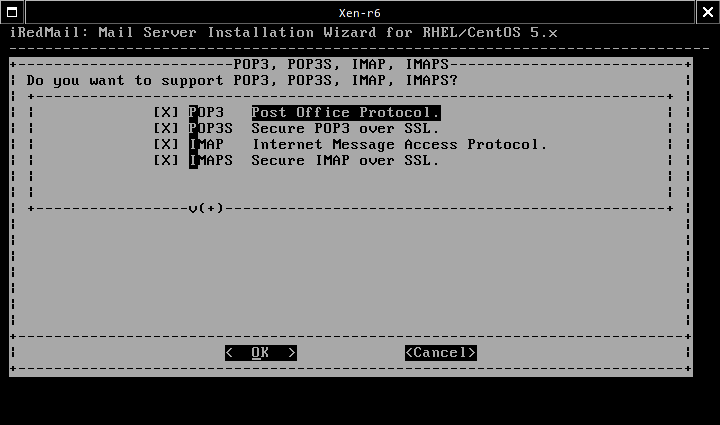 Xen-r6
iRedMail: Mail Server Installation Wizard for RHEL/CentOS 5.x
POP3, POP3S, IMAP, IMAPS
Do you want to support POP3, POP3S, IMAP, IMAPS?
[X] POP3 Post Office Protocol.
[X] POP3S Secure POP3 over SSL.
[X] IMAP Internet Message Access Protocol.
[X] IMAPS Secure IMAP over SSL.
v(+)
< OK > <Cancel>